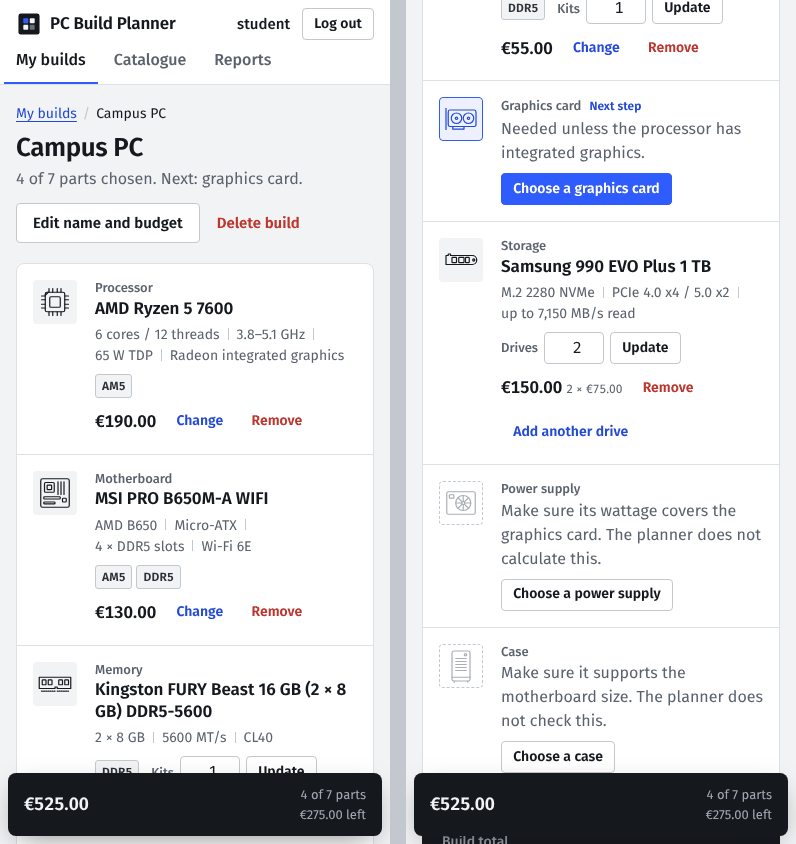 PC Build Planner
student
Log out
My builds
Catalogue
Reports
My builds / Campus PC
Campus PC
4 of 7 parts chosen. Next: graphics card.
Edit name and budget
Delete build
Processor
AMD Ryzen 5 7600
6 cores / 12 threads
3.8–5.1 GHz
65 W TDP
Radeon integrated graphics
AM5
€190.00
Change
Remove
Motherboard
MSI PRO B650M-A WIFI
AMD B650
Micro-ATX
4 × DDR5 slots
Wi-Fi 6E
AM5
DDR5
€130.00
Change
Remove
Memory
Kingston FURY Beast 16 GB (2 × 8
GB) DDR5-5600
2 × 8 GB
5600 MT/s
CL40
DDR5
Kits
1
Update
€525.00
4 of 7 parts
€275.00 left
DDR5
Kits
1
Update
€55.00
Change
Remove
Graphics card
Next step
Needed unless the processor has
integrated graphics.
Choose a graphics card
Storage
Samsung 990 EVO Plus 1 TB
M.2 2280 NVMe
PCIe 4.0 x4 / 5.0 x2
up to 7,150 MB/s read
Drives
2
Update
€150.00 2 × €75.00
Remove
Add another drive
Power supply
Make sure its wattage covers the
graphics card. The planner does not
calculate this.
Choose a power supply
Case
Make sure it supports the
motherboard size. The planner does
not check this.
Choose a case
€525.00
4 of 7 parts
€275.00 left
Build total